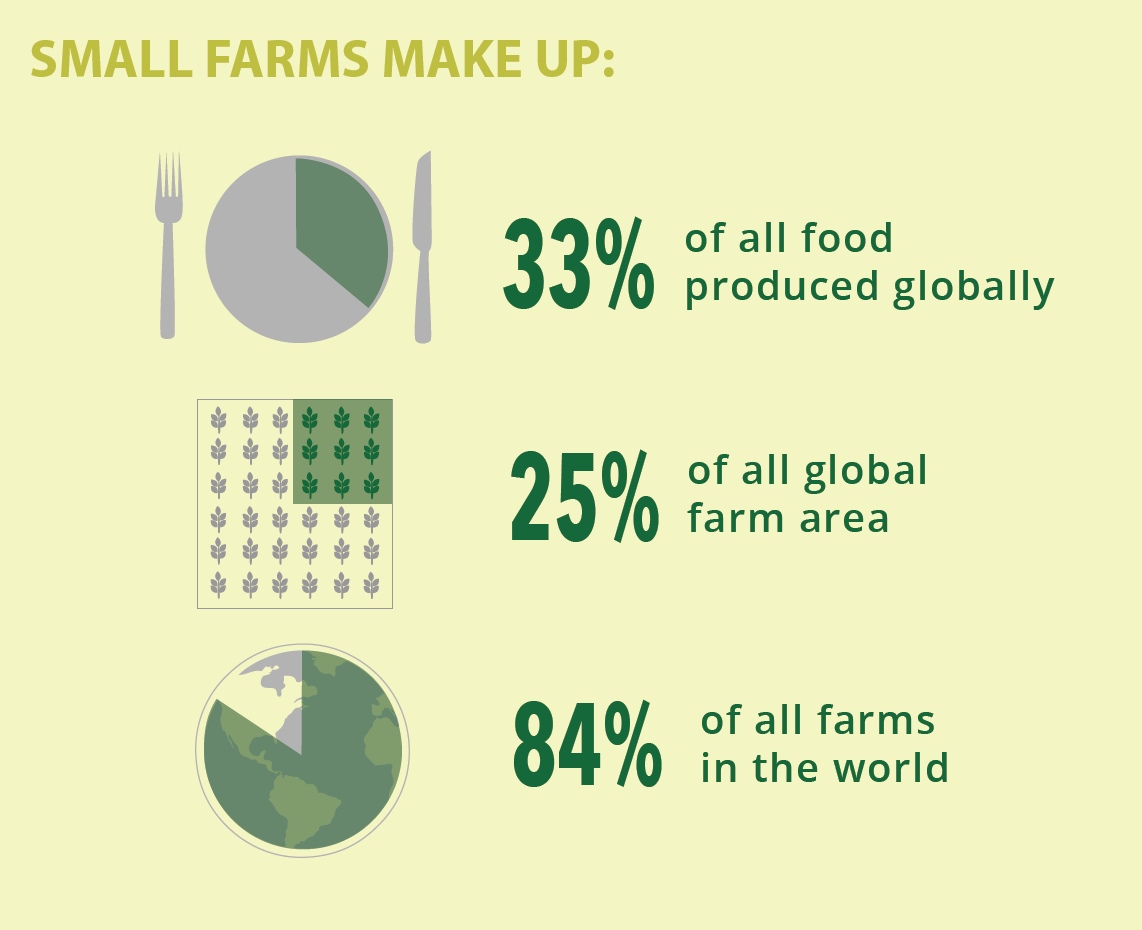 SMALL FARMS MAKE UP:
33%
of all food
produced globally
25%
of all global
farm area
84%
of all farms
in the world